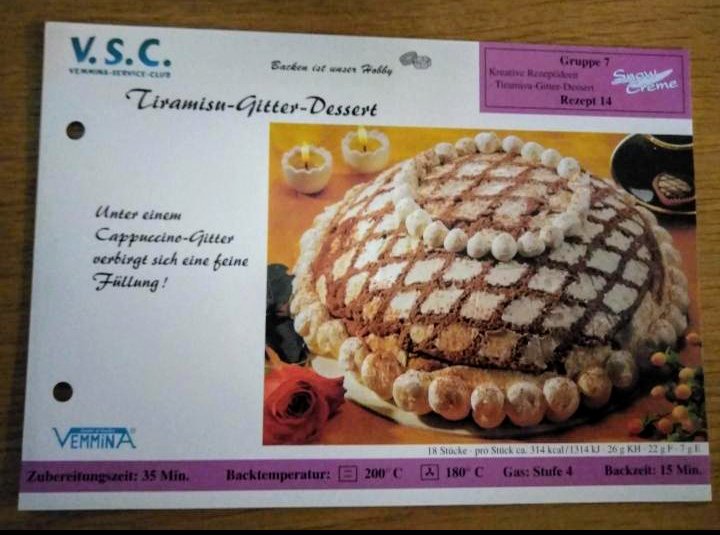 V.S.C.
VEMMINA-SERVICE-CLUB
Backen ist unser Hobby
Gruppe 7
Kreative Rezeptideen
- Tiramisu-Gitter-Dessert
Rezept 14
Snow Creme
Tiramisu-Gitter-Dessert
Unter einem
Cappuccino-Gitter
verbirgt sich eine feine
Füllung!
VEMMINA
18 Stücke · pro Stück ca. 314 kcal/1314 kJ · 26 g KH · 22 g F · 7 g E
Zubereitungszeit: 35 Min. Backtemperatur: 200° C 180° C Gas: Stufe 4 Backzeit: 15 Min.